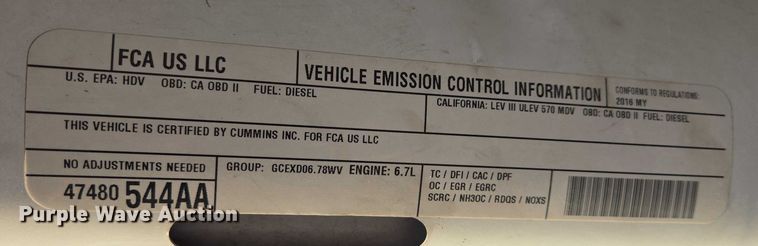 FCA US LLC
VEHICLE EMISSION CONTROL INFORMATION
CONFORMS TO REGULATIONS:
2016 MY
U.S. EPA: HDV OBD: CA OBD II FUEL: DIESEL
CALIFORNIA: LEV III ULEV 570 MDV OBD: CA OBD II FUEL: DIESEL
THIS VEHICLE IS CERTIFIED BY CUMMINS INC. FOR FCA US LLC
NO ADJUSTMENTS NEEDED
47480 544AA
GROUP: GCEXD06.78WV ENGINE: 6.7L
TC / DFI / CAC / DPF
OC / EGR / EGRC
SCRC / NH3OC / RDQS / NOXS
Purple Wave Auction